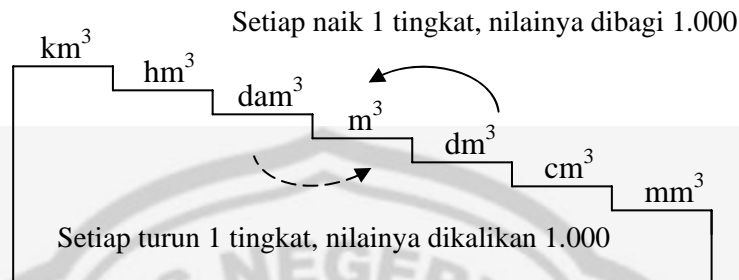 Setiap naik 1 tingkat, nilainya dibagi 1.000
km³
hm³
dam³
m³
dm³
cm³
mm³
Setiap turun 1 tingkat, nilainya dikalikan 1.000